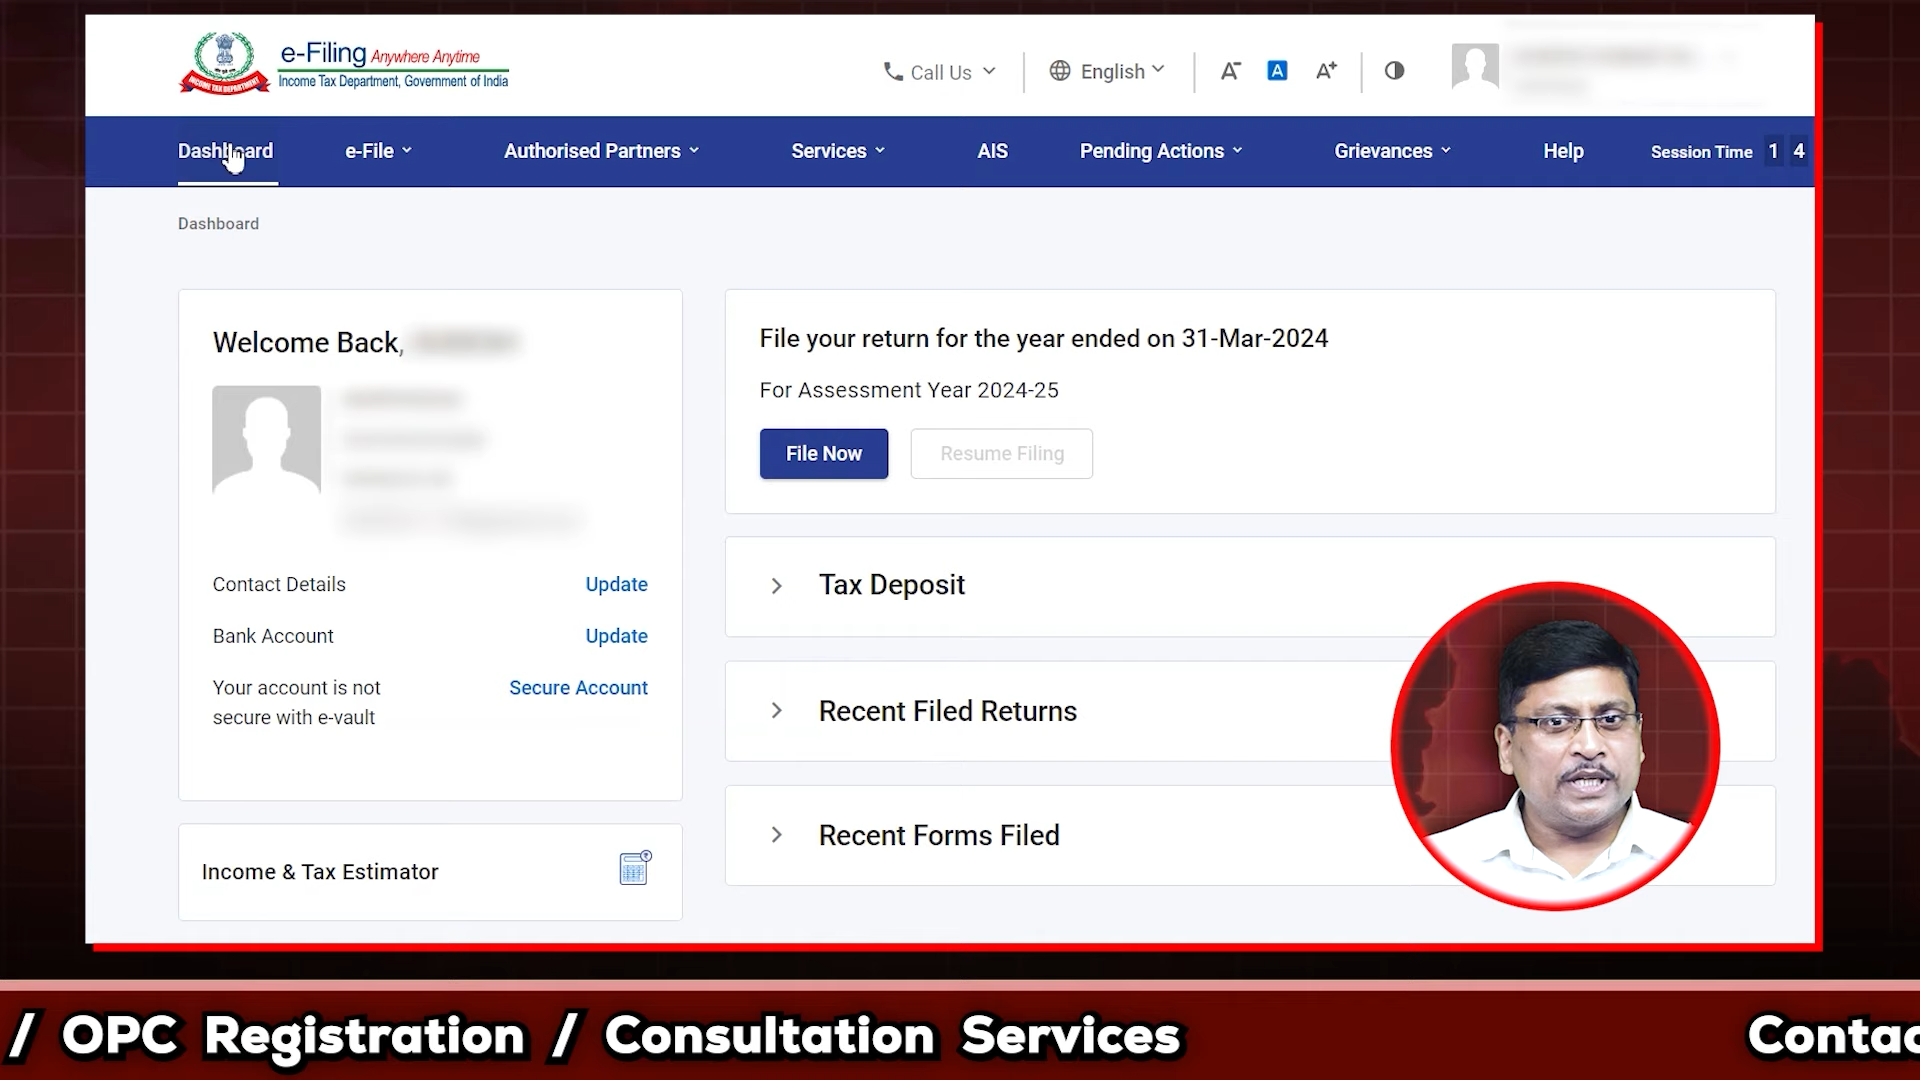 e-Filing Anywhere Anytime
Income Tax Department, Government of India
INCOME TAX DEPARTMENT
Call Us
English
A-
A
A+
Dashboard
e-File
Authorised Partners
Services
AIS
Pending Actions
Grievances
Help
Session Time 1 4
Dashboard
Welcome Back,
Contact Details Update
Bank Account Update
Your account is not
secure with e-vault
Secure Account
Income & Tax Estimator
File your return for the year ended on 31-Mar-2024
For Assessment Year 2024-25
File Now
Resume Filing
Tax Deposit
Recent Filed Returns
Recent Forms Filed
/ OPC Registration / Consultation Services